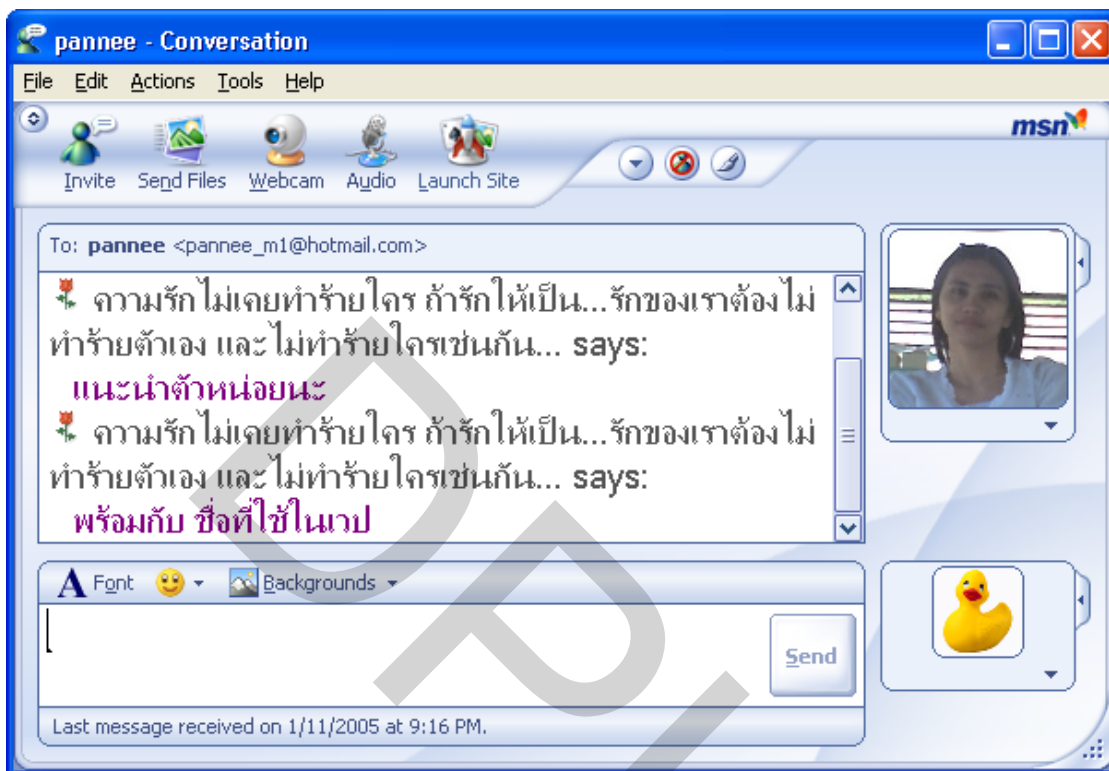 pannee - Conversation
File Edit Actions Tools Help
msn
Invite Send Files Webcam Audio Launch Site
To: pannee <pannee_m1@hotmail.com>
ความรักไม่เคยทำร้ายใคร ถ้ารักให้เป็น...รักของเราต้องไม่
ทำร้ายตัวเอง และไม่ทำร้ายใครเช่นกัน... says:
แนะนำตัวหน่อยนะ
ความรักไม่เคยทำร้ายใคร ถ้ารักให้เป็น...รักของเราต้องไม่
ทำร้ายตัวเอง และไม่ทำร้ายใครเช่นกัน... says:
พร้อมกับ ชื่อที่ใช้ในเวป
A Font Backgrounds
Send
Last message received on 1/11/2005 at 9:16 PM.